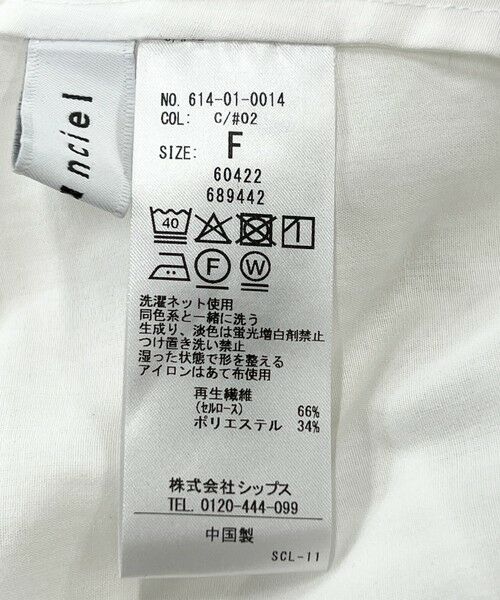 nciel
NO. 614-01-0014
COL: C/#02
SIZE: F
60422
689442
40
F W
洗濯ネット使用
同色系と一緒に洗う
生成り、淡色は蛍光増白剤禁止
つけ置き洗い禁止
湿った状態で形を整える
アイロンはあて布使用
再生繊維
(セルロース) 66%
ポリエステル 34%
株式会社シップス
TEL. 0120-444-099
中国製
SCL-11